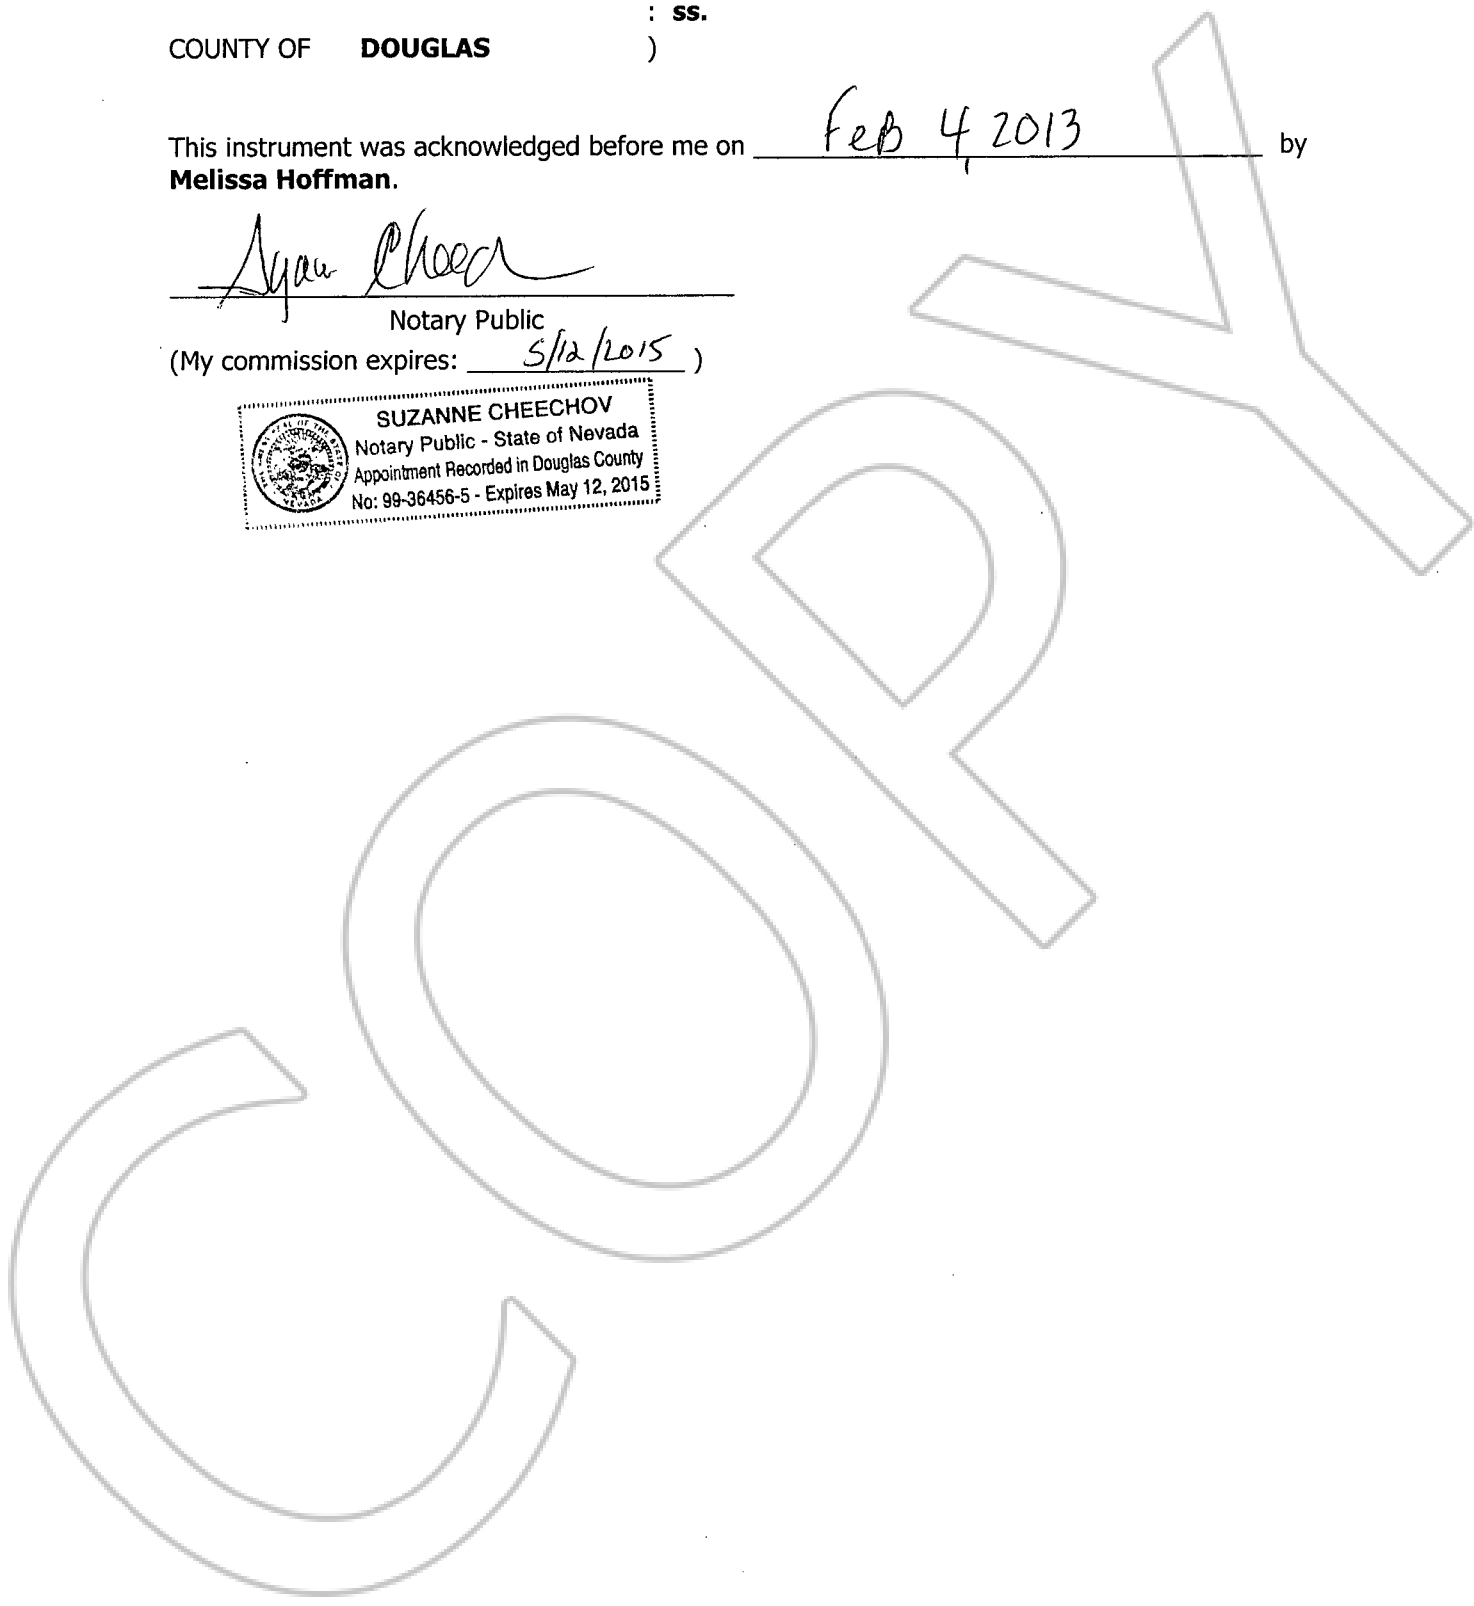 : ss.
COUNTY OF DOUGLAS )
This instrument was acknowledged before me on Feb 4, 2013 by
Melissa Hoffman.
Notary Public
(My commission expires: 5/12/2015 )
SUZANNE CHEECHOV
Notary Public - State of Nevada
Appointment Recorded in Douglas County
No: 99-36456-5 - Expires May 12, 2015
COPY